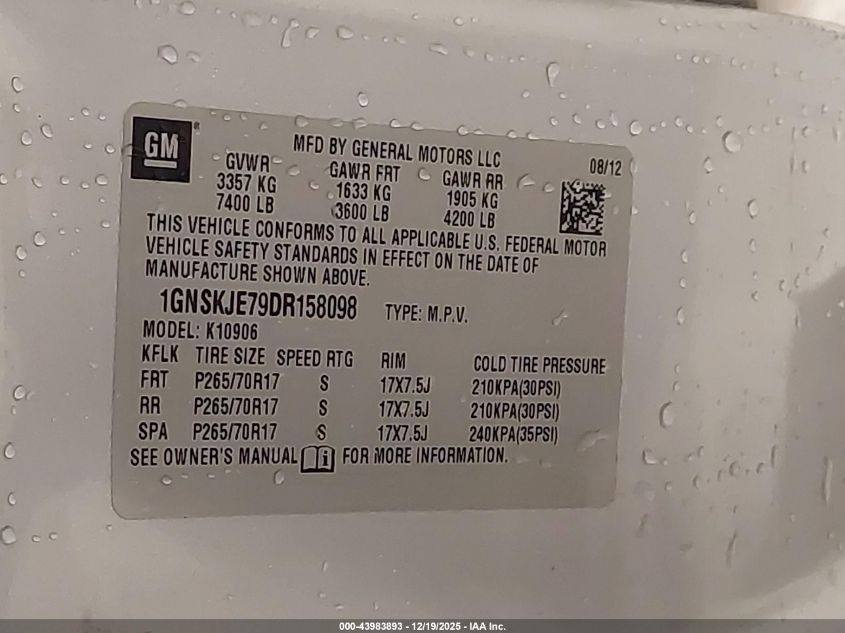 GM
MFD BY GENERAL MOTORS LLC
08/12
GVWR GAWR FRT GAWR RR
3357 KG 1633 KG 1905 KG
7400 LB 3600 LB 4200 LB
THIS VEHICLE CONFORMS TO ALL APPLICABLE U.S. FEDERAL MOTOR
VEHICLE SAFETY STANDARDS IN EFFECT ON THE DATE OF
MANUFACTURE SHOWN ABOVE.
1GNSKJE79DR158098 TYPE: M.P.V.
MODEL: K10906
KFLK TIRE SIZE SPEED RTG RIM COLD TIRE PRESSURE
FRT P265/70R17 S 17X7.5J 210KPA(30PSI)
RR P265/70R17 S 17X7.5J 210KPA(30PSI)
SPA P265/70R17 S 17X7.5J 240KPA(35PSI)
SEE OWNER'S MANUAL FOR MORE INFORMATION.
000-43983893 - 12/19/2025 - IAA Inc.